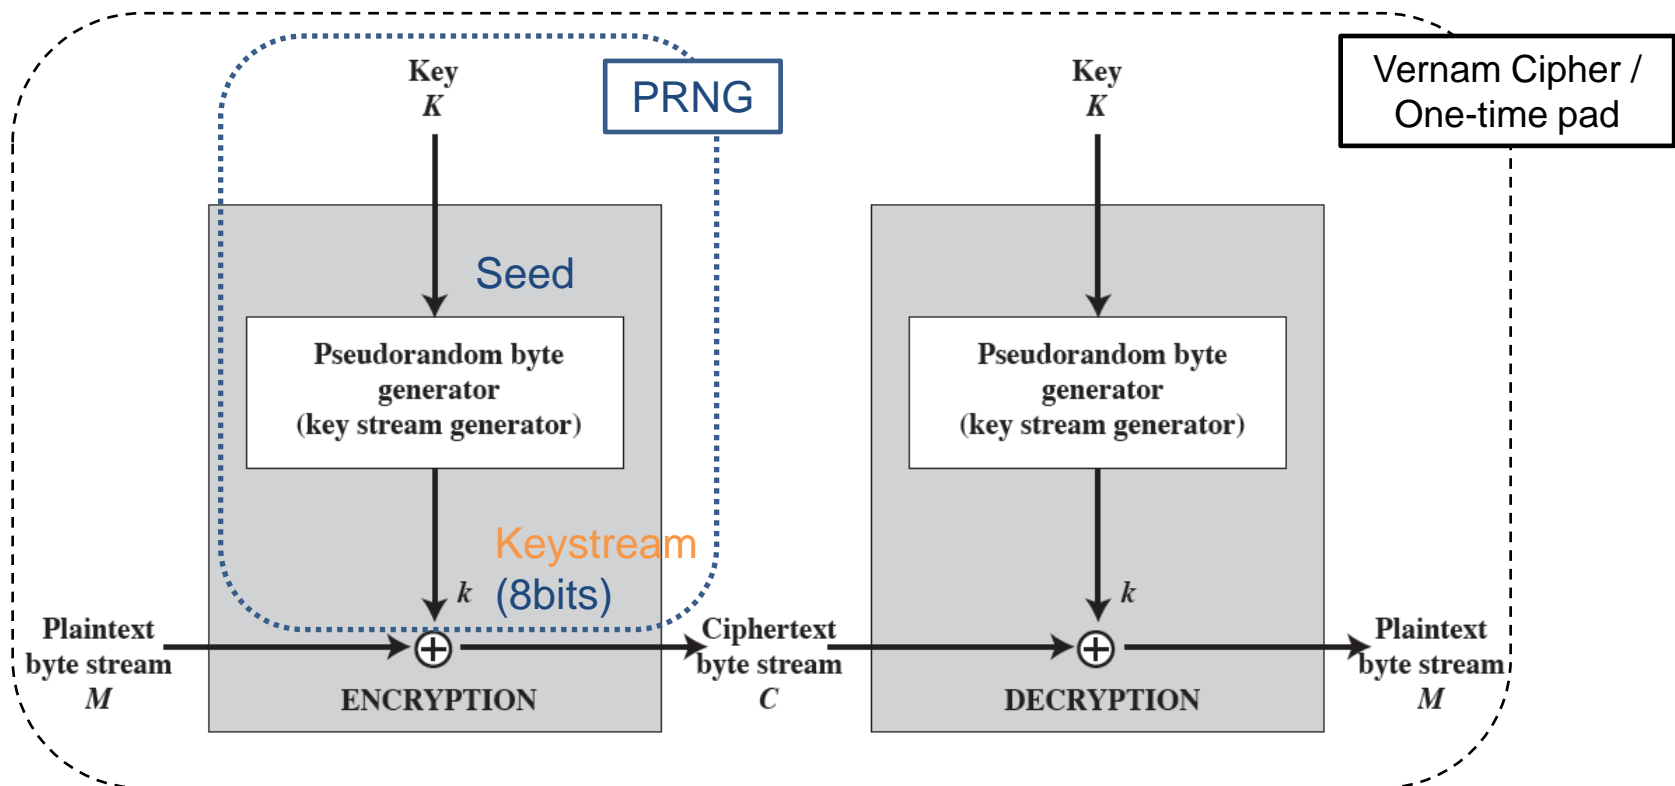 Key
K
PRNG
Key
K
Vernam Cipher /
One-time pad
Seed
Pseudorandom byte
generator
(key stream generator)
Pseudorandom byte
generator
(key stream generator)
Keystream
k
(8bits)
k
Plaintext
byte stream
M
Ciphertext
byte stream
C
Plaintext
byte stream
M
ENCRYPTION
DECRYPTION